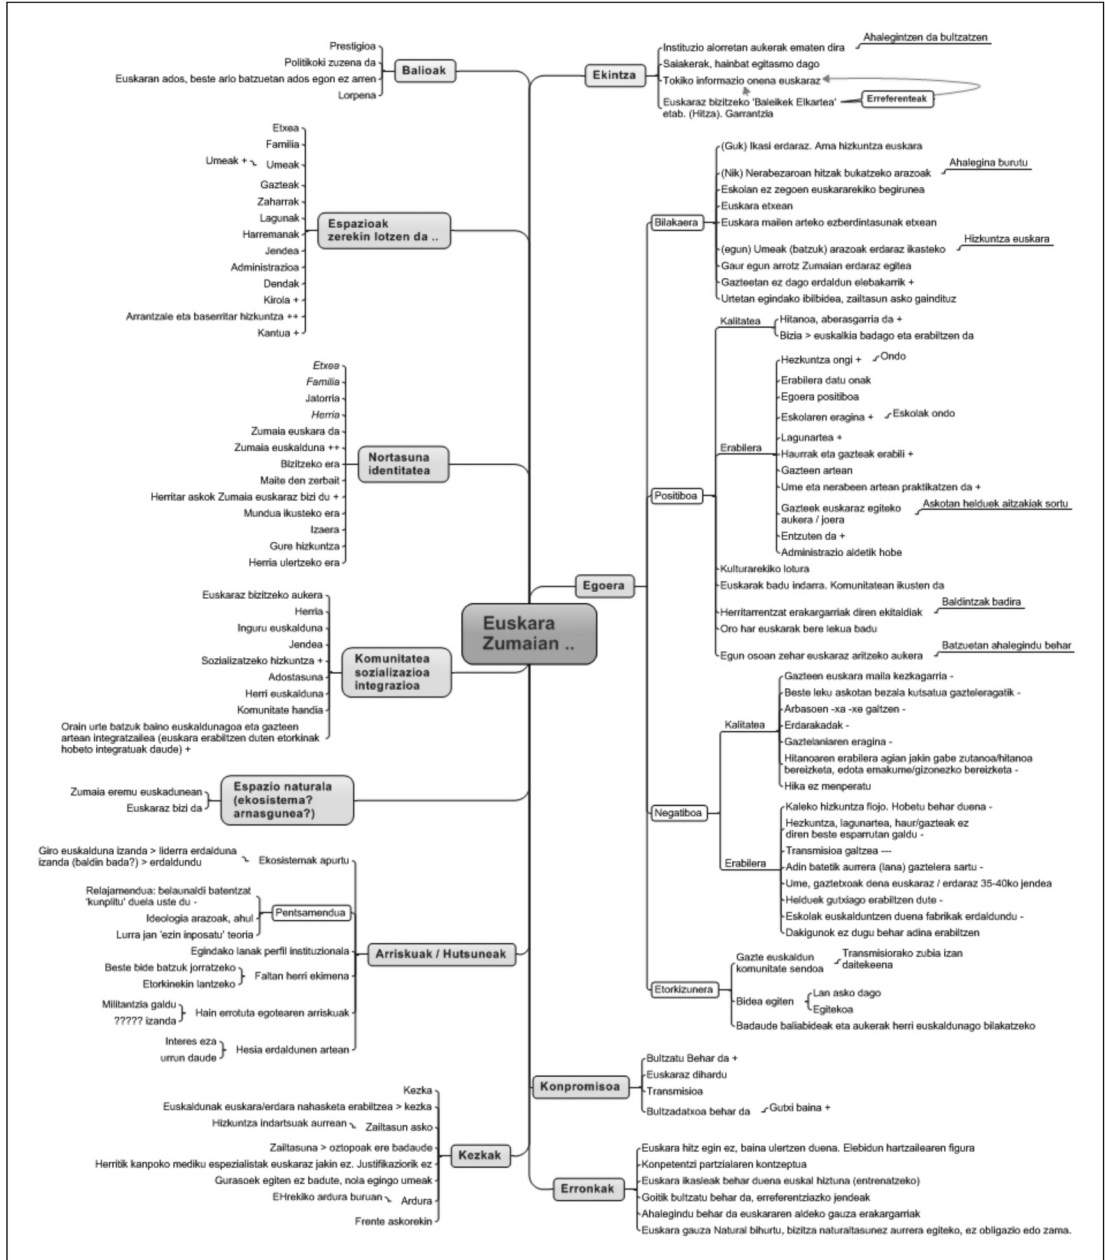 Euskara
Zumaian ..
Balioak
Prestigioa
Politikoki zuzena da
Euskaran ados, beste arlo batzuetan ados egon ez arren
Lorpena
Espazioak
zerekin lotzen da ..
Etxea
Familia
Umeak +
Umeak
Gazteak
Zaharrak
Lagunak
Harremanak
Jendea
Administrazioa
Dendak
Kirola +
Arrantzale eta baserritar hizkuntza ++
Kantua +
Nortasuna
identitatea
Etxea
Familia
Jatorria
Herria
Zumaia euskara da
Zumaia euskalduna ++
Bizitzeko era
Maite den zerbait
Herritar askok Zumaia euskaraz bizi du +
Mundua ikusteko era
Izaera
Gure hizkuntza
Herria ulertzeko era
Komunitatea
sozializazioa
integrazioa
Euskaraz bizitzeko aukera
Herria
Inguru euskalduna
Jendea
Sozializatzeko hizkuntza +
Adostasuna
Herri euskalduna
Komunitate handia
Orain urte batzuk baino euskaldunagoa eta gazteen
artean integratzailea (euskara erabiltzen duten etorkinak
hobeto integratuak daude) +
Espazio naturala
(ekosistema?
arnasgunea?)
Zumaia eremu euskadunean
Euskaraz bizi da
Arriskuak / Hutsuneak
Giro euskalduna izanda > liderra erdalduna
izanda (baldin bada?) > erdaldundu
Ekosistemak apurtu
Pentsamendua
Relajamendua: belaunaldi batentzat
'kunplitu' duela uste du -
Ideologia arazoak, ahul
Lurra jan 'ezin inposatu' teoria
Egindako lanak perfil instituzionala
Beste bide batzuk jorratzeko
Etorkinekin lantzeko
Faltan herri ekimena
Militantzia galdu
????? izanda
Hain errotuta egotearen arriskuak
Interes eza
urrun daude
Hesia erdaldunen artean
Kezkak
Kezka
Euskaldunak euskara/erdara nahasketa erabiltzea > kezka
Hizkuntza indartsuak aurrean
Zailtasun asko
Zailtasuna > oztopoak ere badaude
Herritik kanpoko mediku espezialistak euskaraz jakin ez. Justifikaziorik ez
Gurasoek egiten ez badute, nola egingo umeak
EHrekiko ardura buruan
Ardura
Frente askorekin
Ekintza
Instituzio alorretan aukerak ematen dira
Ahalegintzen da bultzatzen
Saiakerak, hainbat egitasmo dago
Tokiko informazio onena euskaraz
Euskaraz bizitzeko 'Baleikek Elkartea'
etab. (Hitza). Garrantzia
Erreferenteak
Egoera
Bilakaera
(Guk) Ikasi erdaraz. Ama hizkuntza euskara
(Nik) Nerabezaroan hitzak bukatzeko arazoak
Ahalegina burutu
Eskolan ez zegoen euskararekiko begirunea
Euskara etxean
Euskara mailen arteko ezberdintasunak etxean
(egun) Umeak (batzuk) arazoak erdaraz ikasteko
Hizkuntza euskara
Gaur egun arrotz Zumaian erdaraz egitea
Gazteetan ez dago erdaldun elebakarrik +
Urtetan egindako ibilbidea, zailtasun asko gaindituz
Positiboa
Kalitatea
Hitanoa, aberasgarria da +
Bizia > euskalkia badago eta erabiltzen da
Erabilera
Hezkuntza ongi +
Ondo
Erabilera datu onak
Egoera positiboa
Eskolaren eragina +
Eskolak ondo
Lagunartea +
Haurrak eta gazteak erabili +
Gazteen artean
Ume eta nerabeen artean praktikatzen da +
Gazteek euskaraz egiteko
aukera / joera
Askotan helduek aitzakiak sortu
Entzuten da +
Administrazio aldetik hobe
Kulturarekiko lotura
Euskarak badu indarra. Komunitatean ikusten da
Herritarrentzat erakargarriak diren ekitaldiak
Baldintzak badira
Oro har euskarak bere lekua badu
Egun osoan zehar euskaraz aritzeko aukera
Batzuetan ahalegindu behar
Negatiboa
Kalitatea
Gazteen euskara maila kezkagarria -
Beste leku askotan bezala kutsatua gazteleragatik -
Arbasoen -xa -xe galtzen -
Erdarakadak -
Gaztelaniaren eragina -
Hitanoaren erabilera agian jakin gabe zutanoa/hitanoa
bereizketa, edota emakume/gizonezko bereizketa -
Hika ez menperatu
Erabilera
Kaleko hizkuntza flojo. Hobetu behar duena -
Hezkuntza, lagunartea, haur/gazteak ez
diren beste esparrutan galdu -
Transmisioa galtzea ---
Adin batetik aurrera (lana) gaztelera sartu -
Ume, gaztetxoak dena euskaraz / erdaraz 35-40ko jendea
Helduek gutxiago erabiltzen dute -
Eskolak euskalduntzen duena fabrikak erdaldundu -
Dakigunok ez dugu behar adina erabiltzen
Etorkizunera
Gazte euskaldun
komunitate sendoa
Transmisiorako zubia izan
daitekeena
Bidea egiten
Lan asko dago
Egitekoa
Badaude baliabideak eta aukerak herri euskaldunago bilakatzeko
Konpromisoa
Bultzatu Behar da +
Euskaraz dihardu
Transmisioa
Bultzadatxoa behar da
Gutxi baina +
Erronkak
Euskara hitz egin ez, baina ulertzen duena. Elebidun hartzailearen figura
Konpetentzi partzialaren kontzeptua
Euskara ikasleak behar duena euskal hiztuna (entrenatzeko)
Goitik bultzatu behar da, erreferentziazko jendeak
Ahalegindu behar da euskararen aldeko gauza erakargarriak
Euskara gauza Natural bihurtu, bizitza naturaltasunez aurrera egiteko, ez obligazio edo zama.